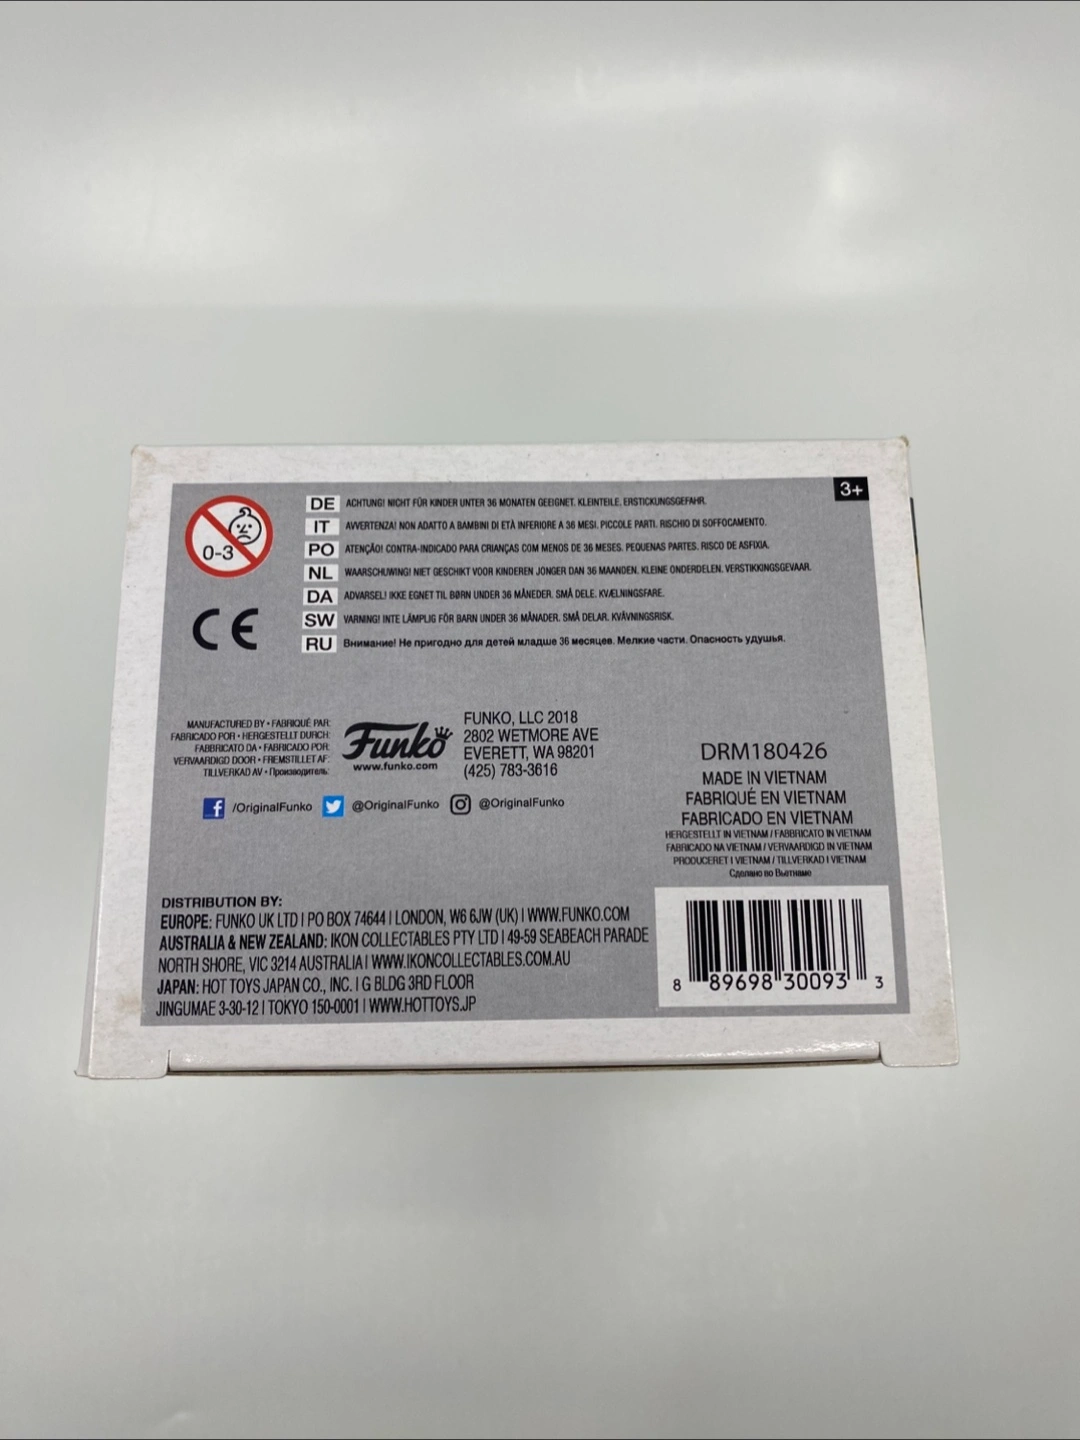 3+
0-3
DE ACHTUNG! NICHT FÜR KINDER UNTER 36 MONATEN GEEIGNET. KLEINTEILE. ERSTICKUNGSGEFAHR.
IT AVVERTENZA! NON ADATTO A BAMBINI DI ETÀ INFERIORE A 36 MESI. PICCOLE PARTI. RISCHIO DI SOFFOCAMENTO.
PO ATENÇÃO! CONTRA-INDICADO PARA CRIANÇAS COM MENOS DE 36 MESES. PEQUENAS PARTES. RISCO DE ASFIXIA.
NL WAARSCHUWING! NIET GESCHIKT VOOR KINDEREN JONGER DAN 36 MAANDEN. KLEINE ONDERDELEN. VERSTIKKINGSGEVAAR.
DA ADVARSEL! IKKE EGNET TIL BØRN UNDER 36 MÅNEDER. SMÅ DELE. KVÆLNINGSFARE.
SW VARNING! INTE LÄMPLIG FÖR BARN UNDER 36 MÅNADER. SMÅ DELAR. KVÄVNINGSRISK.
RU Внимание! Не пригодно для детей младше 36 месяцев. Мелкие части. Опасность удушья.
CE
MANUFACTURED BY • FABRIQUÉ PAR:
FABRICADO POR • HERGESTELLT DURCH:
FABBRICATO DA • FABRICADO POR:
VERVAARDIGD DOOR • FREMSTILLET AF:
TILLVERKAD AV • Производитель:
Funko
www.funko.com
FUNKO, LLC 2018
2802 WETMORE AVE
EVERETT, WA 98201
(425) 783-3616
/OriginalFunko @OriginalFunko @OriginalFunko
DRM180426
MADE IN VIETNAM
FABRIQUÉ EN VIETNAM
FABRICADO EN VIETNAM
HERGESTELLT IN VIETNAM / FABBRICATO IN VIETNAM
FABRICADO NA VIETNAM / VERVAARDIGD IN VIETNAM
PRODUCERET I VIETNAM / TILLVERKAD I VIETNAM
Сделано во Вьетнаме
DISTRIBUTION BY:
EUROPE: FUNKO UK LTD | PO BOX 74644 | LONDON, W6 6JW (UK) | WWW.FUNKO.COM
AUSTRALIA & NEW ZEALAND: IKON COLLECTABLES PTY LTD | 49-59 SEABEACH PARADE
NORTH SHORE, VIC 3214 AUSTRALIA | WWW.IKONCOLLECTABLES.COM.AU
JAPAN: HOT TOYS JAPAN CO., INC. | G BLDG 3RD FLOOR
JINGUMAE 3-30-12 | TOKYO 150-0001 | WWW.HOTTOYS.JP
8 89698 30093 3